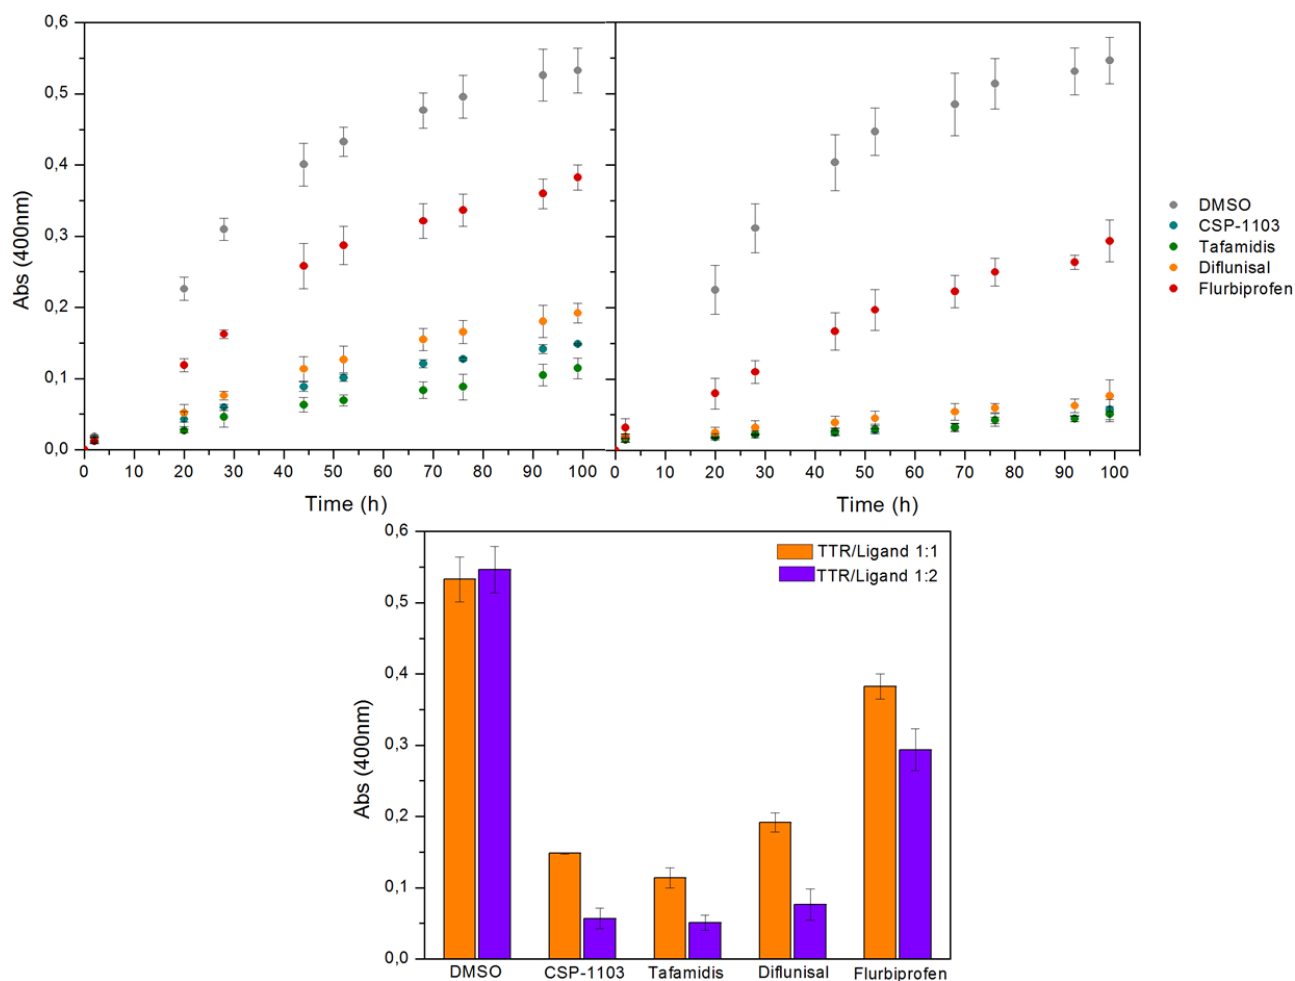 0,6
0,5
0,4
0,3
0,2
0,1
0,0
Abs (400nm)
0 10 20 30 40 50 60 70 80 90 100
Time (h)
0 10 20 30 40 50 60 70 80 90 100
Time (h)
DMSO
CSP-1103
Tafamidis
Diflunisal
Flurbiprofen
0,6
0,5
0,4
0,3
0,2
0,1
0,0
Abs (400nm)
TTR/Ligand 1:1
TTR/Ligand 1:2
DMSO CSP-1103 Tafamidis Diflunisal Flurbiprofen